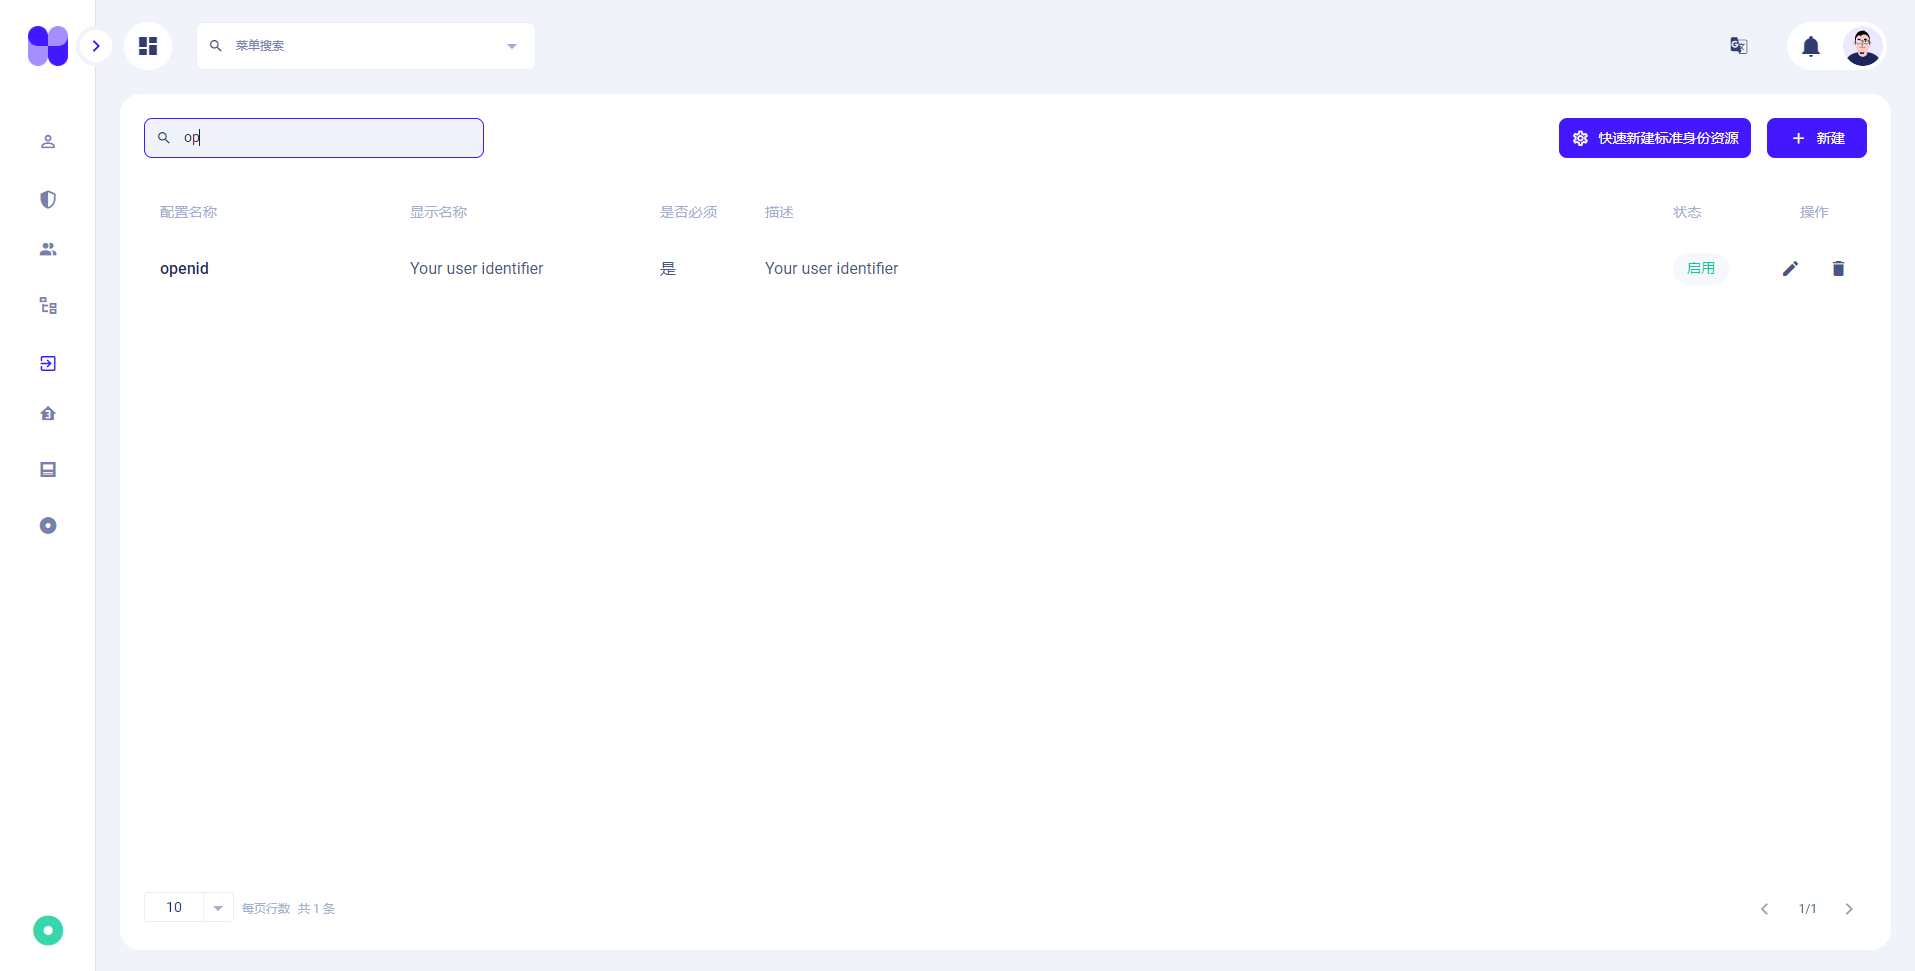 菜单搜索
op
快速新建标准身份资源
新建
配置名称 显示名称 是否必须 描述 状态 操作
openid Your user identifier 是 Your user identifier 启用
10 每页行数 共 1 条
1/1